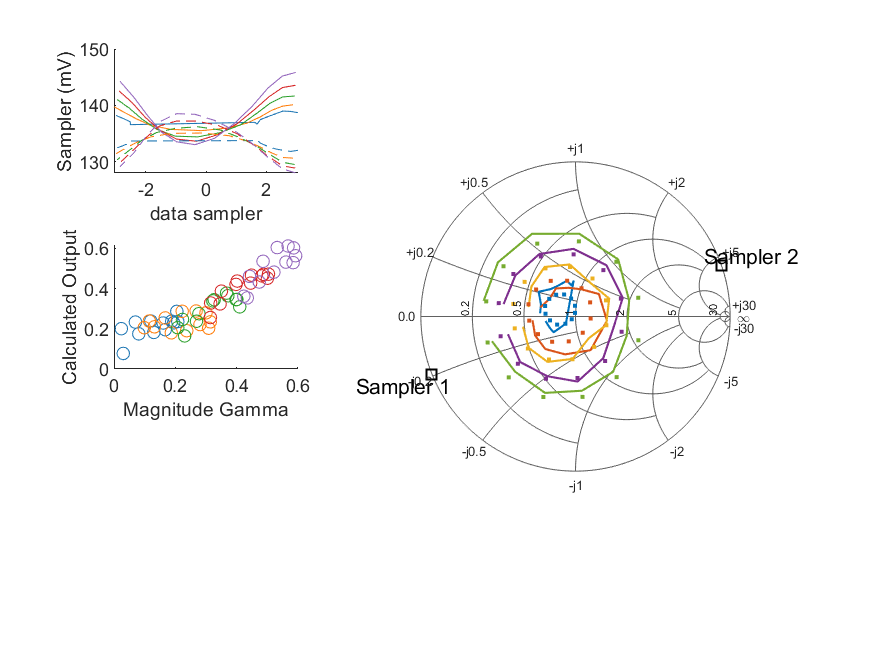 150
140
130
Sampler (mV)
-2
0
2
data sampler
0.6
0.4
0.2
0
Calculated Output
0
0.2
0.4
0.6
Magnitude Gamma
+j1
+j0.5
+j2
+j0.2
+j5
Sampler 2
0.0
0.2
0.5
1
2
5
30
+j30
∞
-j30
Sampler 1
-j0.2
-j5
-j0.5
-j2
-j1